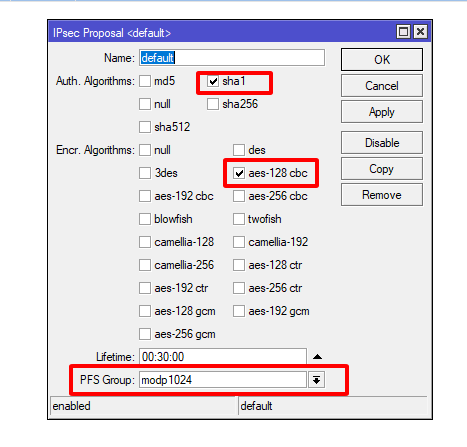 IPsec Proposal <default>
Name: default
OK
Auth. Algorithms: md5 sha1
Cancel
null sha256
Apply
sha512
Encr. Algorithms: null des
Disable
3des aes-128 cbc
Copy
aes-192 cbc aes-256 cbc
Remove
blowfish twofish
camellia-128 camellia-192
camellia-256 aes-128 ctr
aes-192 ctr aes-256 ctr
aes-128 gcm aes-192 gcm
aes-256 gcm
Lifetime: 00:30:00
PFS Group: modp1024
enabled default